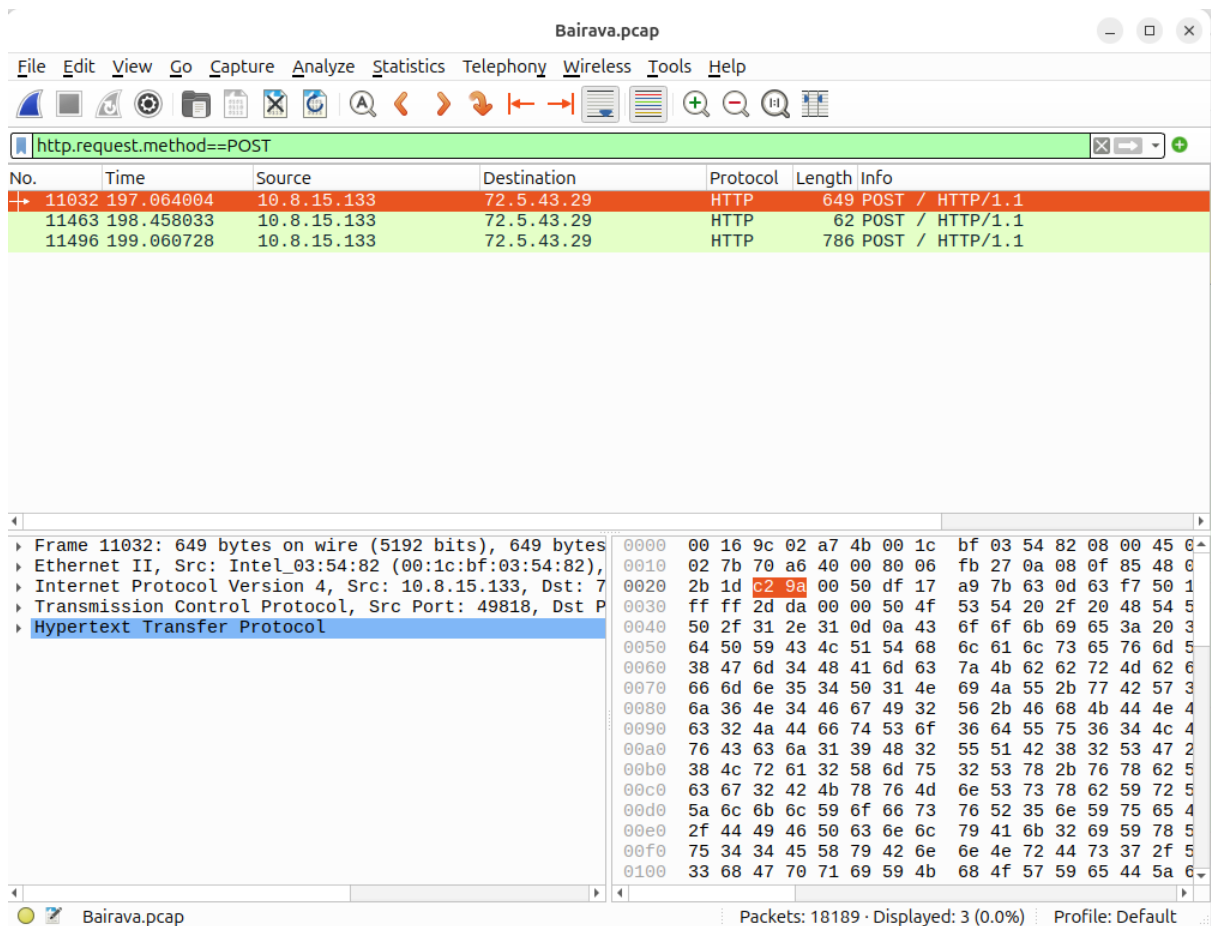 Bairava.pcap
File Edit View Go Capture Analyze Statistics Telephony Wireless Tools Help
http.request.method==POST
No. Time Source Destination Protocol Length Info
11032 197.064004 10.8.15.133 72.5.43.29 HTTP 649 POST / HTTP/1.1
11463 198.458033 10.8.15.133 72.5.43.29 HTTP 62 POST / HTTP/1.1
11496 199.060728 10.8.15.133 72.5.43.29 HTTP 786 POST / HTTP/1.1
Frame 11032: 649 bytes on wire (5192 bits), 649 bytes
Ethernet II, Src: Intel_03:54:82 (00:1c:bf:03:54:82),
Internet Protocol Version 4, Src: 10.8.15.133, Dst: 7
Transmission Control Protocol, Src Port: 49818, Dst P
Hypertext Transfer Protocol
0000 00 16 9c 02 a7 4b 00 1c bf 03 54 82 08 00 45
0010 02 7b 70 a6 40 00 80 06 fb 27 0a 08 0f 85 48
0020 2b 1d c2 9a 00 50 df 17 a9 7b 63 0d 63 f7 50
0030 ff ff 2d da 00 00 50 4f 53 54 20 2f 20 48 54
0040 50 2f 31 2e 31 0d 0a 43 6f 6f 6b 69 65 3a 20
0050 64 50 59 43 4c 51 54 68 6c 61 6c 73 65 76 6d
0060 38 47 6d 34 48 41 6d 63 7a 4b 62 62 72 4d 62
0070 66 6d 6e 35 34 50 31 4e 69 4a 55 2b 77 42 57
0080 6a 36 4e 34 46 67 49 32 56 2b 46 68 4b 44 4e
0090 63 32 4a 44 66 74 53 6f 36 64 55 75 36 34 4c
00a0 76 43 63 6a 31 39 48 32 55 51 42 38 32 53 47
00b0 38 4c 72 61 32 58 6d 75 32 53 78 2b 76 78 62
00c0 63 67 32 42 4b 78 76 4d 6e 53 73 78 62 59 72
00d0 5a 6c 6b 6c 59 6f 66 73 76 52 35 6e 59 75 65
00e0 2f 44 49 46 50 63 6e 6c 79 41 6b 32 69 59 78
00f0 75 34 34 45 58 79 42 6e 6e 4e 72 44 73 37 2f
0100 33 68 47 70 71 69 59 4b 68 4f 57 59 65 44 5a
Bairava.pcap Packets: 18189 · Displayed: 3 (0.0%) Profile: Default